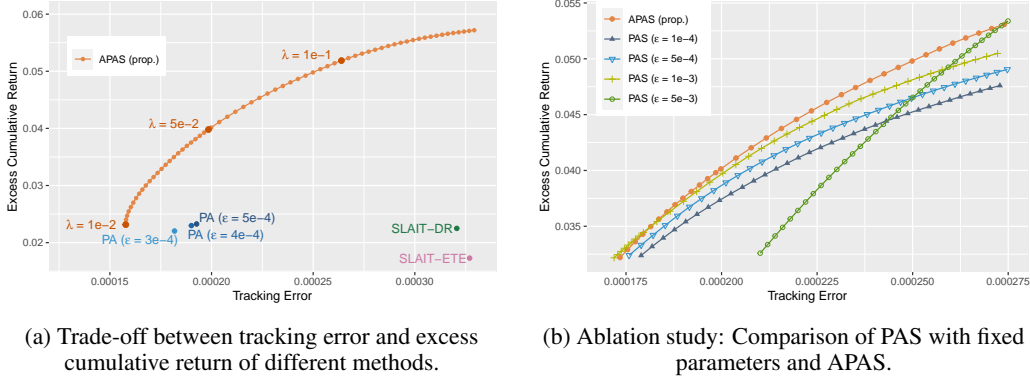 0.06
0.05
0.04
0.03
0.02
Excess Cumulative Return
APAS (prop.)
λ = 1e-1
λ = 5e-2
λ = 1e-2
PA (ε = 5e-4)
PA (ε = 3e-4)
PA (ε = 4e-4)
SLAIT-DR
SLAIT-ETE
0.00015
0.00020
0.00025
0.00030
Tracking Error
(a) Trade-off between tracking error and excess
cumulative return of different methods.
0.055
0.050
0.045
0.040
0.035
Excess Cumulative Return
APAS (prop.)
PAS (ε = 1e-4)
PAS (ε = 5e-4)
PAS (ε = 1e-3)
PAS (ε = 5e-3)
0.000175
0.000200
0.000225
0.000250
0.000275
Tracking Error
(b) Ablation study: Comparison of PAS with fixed
parameters and APAS.